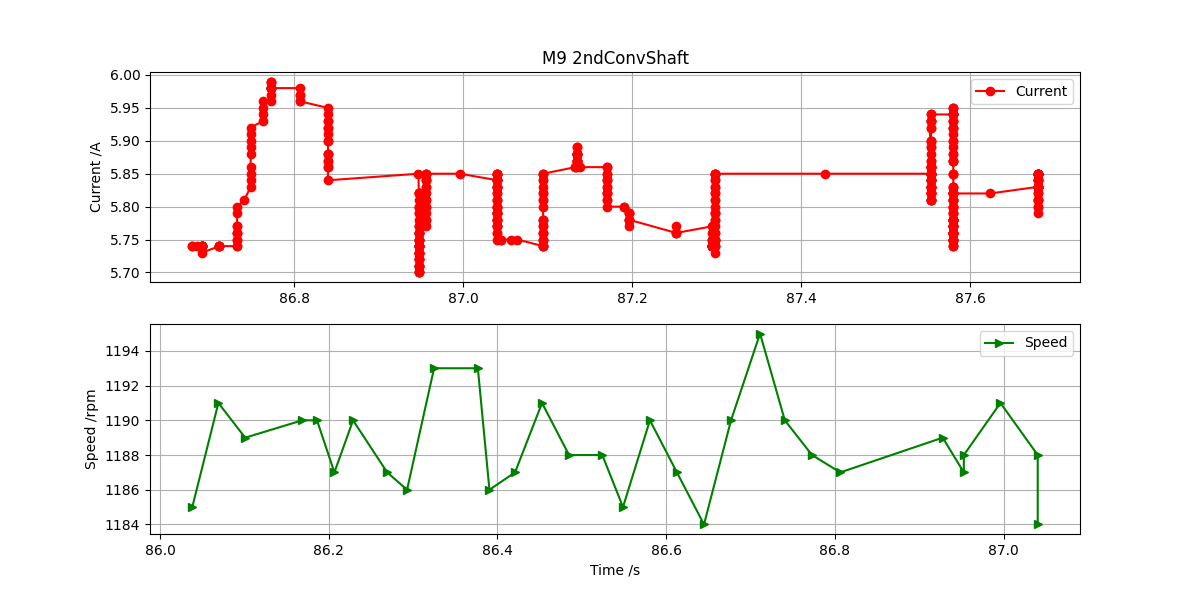 M9 2ndConvShaft
Current /A
6.00
5.95
5.90
5.85
5.80
5.75
5.70
Current
86.8 87.0 87.2 87.4 87.6
Speed /rpm
1194
1192
1190
1188
1186
1184
Speed
86.0 86.2 86.4 86.6 86.8 87.0
Time /s